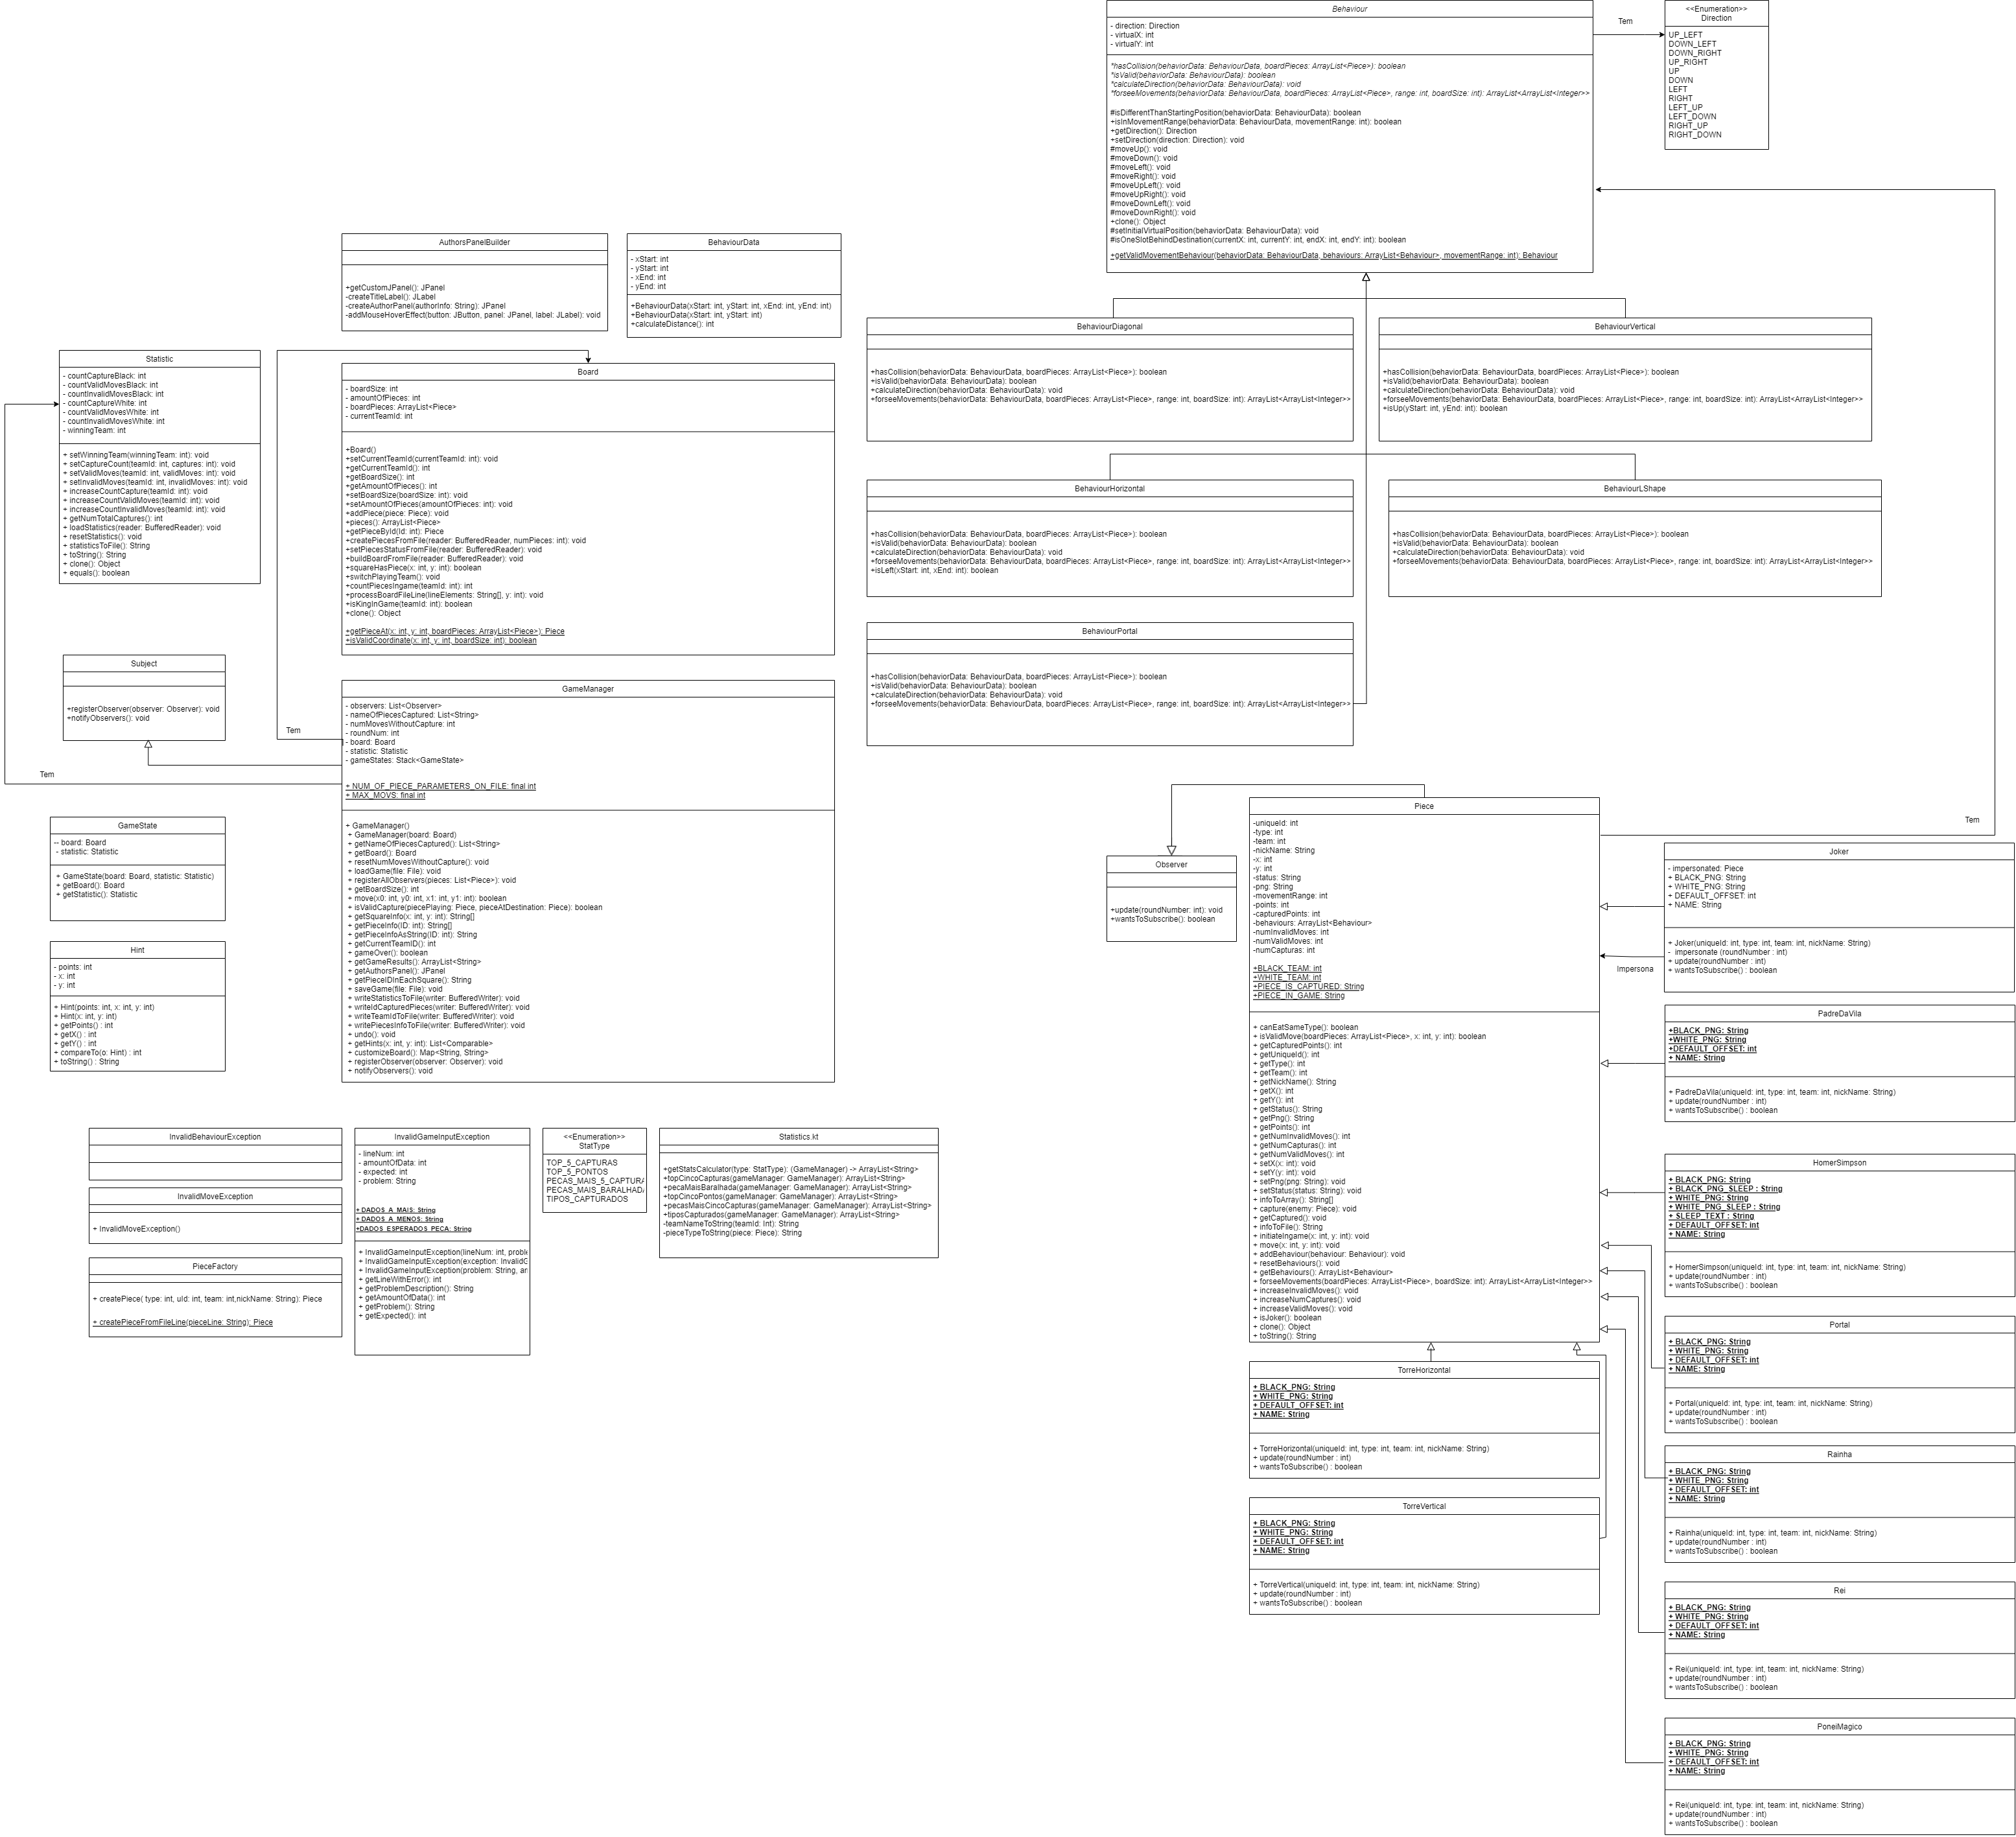 Behaviour
- direction: Direction
- virtualX: int
- virtualY: int
*hasCollision(behaviorData: BehaviourData, boardPieces: ArrayList<Piece>): boolean
*isValid(behaviorData: BehaviourData): boolean
*calculateDirection(behaviorData: BehaviourData): void
*forseeMovements(behaviorData: BehaviourData, boardPieces: ArrayList<Piece>, range: int, boardSize: int): ArrayList<ArrayList<Integer>>
#isDifferentThanStartingPosition(behaviorData: BehaviourData): boolean
+isInMovementRange(behaviorData: BehaviourData, movementRange: int): boolean
+getDirection(): Direction
+setDirection(direction: Direction): void
#moveUp(): void
#moveDown(): void
#moveLeft(): void
#moveRight(): void
#moveUpLeft(): void
#moveUpRight(): void
#moveDownLeft(): void
#moveDownRight(): void
+clone(): Object
#setInitialVirtualPosition(behaviorData: BehaviourData): void
#isOneSlotBehindDestination(currentX: int, currentY: int, endX: int, endY: int): boolean
+getValidMovementBehaviour(behaviorData: BehaviourData, behaviours: ArrayList<Behaviour>, movementRange: int): Behaviour
Tem
<<Enumeration>>
Direction
UP_LEFT
DOWN_LEFT
DOWN_RIGHT
UP_RIGHT
UP
DOWN
LEFT
RIGHT
LEFT_UP
LEFT_DOWN
RIGHT_UP
RIGHT_DOWN
AuthorsPanelBuilder
+getCustomJPanel(): JPanel
-createTitleLabel(): JLabel
-createAuthorPanel(authorInfo: String): JPanel
-addMouseHoverEffect(button: JButton, panel: JPanel, label: JLabel): void
BehaviourData
- xStart: int
- yStart: int
- xEnd: int
- yEnd: int
+BehaviourData(xStart: int, yStart: int, xEnd: int, yEnd: int)
+BehaviourData(xStart: int, yStart: int)
+calculateDistance(): int
BehaviourDiagonal
+hasCollision(behaviorData: BehaviourData, boardPieces: ArrayList<Piece>): boolean
+isValid(behaviorData: BehaviourData): boolean
+calculateDirection(behaviorData: BehaviourData): void
+forseeMovements(behaviorData: BehaviourData, boardPieces: ArrayList<Piece>, range: int, boardSize: int): ArrayList<ArrayList<Integer>>
BehaviourVertical
+hasCollision(behaviorData: BehaviourData, boardPieces: ArrayList<Piece>): boolean
+isValid(behaviorData: BehaviourData): boolean
+calculateDirection(behaviorData: BehaviourData): void
+forseeMovements(behaviorData: BehaviourData, boardPieces: ArrayList<Piece>, range: int, boardSize: int): ArrayList<ArrayList<Integer>>
+isUp(yStart: int, yEnd: int): boolean
Statistic
- countCaptureBlack: int
- countValidMovesBlack: int
- countInvalidMovesBlack: int
- countCaptureWhite: int
- countValidMovesWhite: int
- countInvalidMovesWhite: int
- winningTeam: int
+ setWinningTeam(winningTeam: int): void
+ setCaptureCount(teamId: int, captures: int): void
+ setValidMoves(teamId: int, validMoves: int): void
+ setInvalidMoves(teamId: int, invalidMoves: int): void
+ increaseCountCapture(teamId: int): void
+ increaseCountValidMoves(teamId: int): void
+ increaseCountInvalidMoves(teamId: int): void
+ getNumTotalCaptures(): int
+ loadStatistics(reader: BufferedReader): void
+ resetStatistics(): void
+ statisticsToFile(): String
+ toString(): String
+ clone(): Object
+ equals(): boolean
Board
- boardSize: int
- amountOfPieces: int
- boardPieces: ArrayList<Piece>
- currentTeamId: int
+Board()
+setCurrentTeamId(currentTeamId: int): void
+getCurrentTeamId(): int
+getBoardSize(): int
+getAmountOfPieces(): int
+setBoardSize(boardSize: int): void
+setAmountOfPieces(amountOfPieces: int): void
+addPiece(piece: Piece): void
+pieces(): ArrayList<Piece>
+getPieceById(Id: int): Piece
+createPiecesFromFile(reader: BufferedReader, numPieces: int): void
+setPiecesStatusFromFile(reader: BufferedReader): void
+buildBoardFromFile(reader: BufferedReader): void
+squareHasPiece(x: int, y: int): boolean
+switchPlayingTeam(): void
+countPiecesIngame(teamId: int): int
+processBoardFileLine(lineElements: String[], y: int): void
+isKingInGame(teamId: int): boolean
+clone(): Object
+getPieceAt(x: int, y: int, boardPieces: ArrayList<Piece>): Piece
+isValidCoordinate(x: int, y: int, boardSize: int): boolean
BehaviourHorizontal
+hasCollision(behaviorData: BehaviourData, boardPieces: ArrayList<Piece>): boolean
+isValid(behaviorData: BehaviourData): boolean
+calculateDirection(behaviorData: BehaviourData): void
+forseeMovements(behaviorData: BehaviourData, boardPieces: ArrayList<Piece>, range: int, boardSize: int): ArrayList<ArrayList<Integer>>
+isLeft(xStart: int, xEnd: int): boolean
BehaviourLShape
+hasCollision(behaviorData: BehaviourData, boardPieces: ArrayList<Piece>): boolean
+isValid(behaviorData: BehaviourData): boolean
+calculateDirection(behaviorData: BehaviourData): void
+forseeMovements(behaviorData: BehaviourData, boardPieces: ArrayList<Piece>, range: int, boardSize: int): ArrayList<ArrayList<Integer>>
BehaviourPortal
+hasCollision(behaviorData: BehaviourData, boardPieces: ArrayList<Piece>): boolean
+isValid(behaviorData: BehaviourData): boolean
+calculateDirection(behaviorData: BehaviourData): void
+forseeMovements(behaviorData: BehaviourData, boardPieces: ArrayList<Piece>, range: int, boardSize: int): ArrayList<ArrayList<Integer>>
Subject
+registerObserver(observer: Observer): void
+notifyObservers(): void
Tem
Tem
GameManager
- observers: List<Observer>
- nameOfPiecesCaptured: List<String>
- numMovesWithoutCapture: int
- roundNum: int
- board: Board
- statistic: Statistic
- gameStates: Stack<GameState>
+ NUM_OF_PIECE_PARAMETERS_ON_FILE: final int
+ MAX_MOVS: final int
+ GameManager()
+ GameManager(board: Board)
+ getNameOfPiecesCaptured(): List<String>
+ getBoard(): Board
+ resetNumMovesWithoutCapture(): void
+ loadGame(file: File): void
+ registerAllObservers(pieces: List<Piece>): void
+ getBoardSize(): int
+ move(x0: int, y0: int, x1: int, y1: int): boolean
+ isValidCapture(piecePlaying: Piece, pieceAtDestination: Piece): boolean
+ getSquareInfo(x: int, y: int): String[]
+ getPieceInfo(ID: int): String[]
+ getPieceInfoAsString(ID: int): String
+ getCurrentTeamID(): int
+ gameOver(): boolean
+ getGameResults(): ArrayList<String>
+ getAuthorsPanel(): JPanel
+ getPieceIDInEachSquare(): String
+ saveGame(file: File): void
+ writeStatisticsToFile(writer: BufferedWriter): void
+ writeIdCapturedPieces(writer: BufferedWriter): void
+ writeTeamIdToFile(writer: BufferedWriter): void
+ writePiecesInfoToFile(writer: BufferedWriter): void
+ undo(): void
+ getHints(x: int, y: int): List<Comparable>
+ customizeBoard(): Map<String, String>
+ registerObserver(observer: Observer): void
+ notifyObservers(): void
GameState
-- board: Board
- statistic: Statistic
+ GameState(board: Board, statistic: Statistic)
+ getBoard(): Board
+ getStatistic(): Statistic
Hint
- points: int
- x: int
- y: int
+ Hint(points: int, x: int, y: int)
+ Hint(x: int, y: int)
+ getPoints() : int
+ getX() : int
+ getY() : int
+ compareTo(o: Hint) : int
+ toString() : String
Observer
+update(roundNumber: int): void
+wantsToSubscribe(): boolean
Piece
-uniqueId: int
-type: int
-team: int
-nickName: String
-x: int
-y: int
-status: String
-png: String
-movementRange: int
-points: int
-capturedPoints: int
-behaviours: ArrayList<Behaviour>
-numInvalidMoves: int
-numValidMoves: int
-numCapturas: int
+BLACK_TEAM: int
+WHITE_TEAM: int
+PIECE_IS_CAPTURED: String
+PIECE_IN_GAME: String
+ canEatSameType(): boolean
+ isValidMove(boardPieces: ArrayList<Piece>, x: int, y: int): boolean
+ getCapturedPoints(): int
+ getUniqueId(): int
+ getType(): int
+ getTeam(): int
+ getNickName(): String
+ getX(): int
+ getY(): int
+ getStatus(): String
+ getPng(): String
+ getPoints(): int
+ getNumInvalidMoves(): int
+ getNumCapturas(): int
+ getNumValidMoves(): int
+ setX(x: int): void
+ setY(y: int): void
+ setPng(png: String): void
+ setStatus(status: String): void
+ infoToArray(): String[]
+ capture(enemy: Piece): void
+ getCaptured(): void
+ infoToFile(): String
+ initiateIngame(x: int, y: int): void
+ move(x: int, y: int): void
+ addBehaviour(behaviour: Behaviour): void
+ resetBehaviours(): void
+ getBehaviours(): ArrayList<Behaviour>
+ forseeMovements(boardPieces: ArrayList<Piece>, boardSize: int): ArrayList<ArrayList<Integer>>
+ increaseInvalidMoves(): void
+ increaseNumCaptures(): void
+ increaseValidMoves(): void
+ isJoker(): boolean
+ clone(): Object
+ toString(): String
Tem
Impersona
Joker
- impersonated: Piece
+ BLACK_PNG: String
+ WHITE_PNG: String
+ DEFAULT_OFFSET: int
+ NAME: String
+ Joker(uniqueId: int, type: int, team: int, nickName: String)
- impersonate (roundNumber : int)
+ update(roundNumber : int)
+ wantsToSubscribe() : boolean
PadreDaVila
+BLACK_PNG: String
+WHITE_PNG: String
+DEFAULT_OFFSET: int
+ NAME: String
+ PadreDaVila(uniqueId: int, type: int, team: int, nickName: String)
+ update(roundNumber : int)
+ wantsToSubscribe() : boolean
HomerSimpson
+ BLACK_PNG: String
+ BLACK_PNG_SLEEP : String
+ WHITE_PNG: String
+ WHITE_PNG_SLEEP : String
+ SLEEP_TEXT : String
+ DEFAULT_OFFSET: int
+ NAME: String
+ HomerSimpson(uniqueId: int, type: int, team: int, nickName: String)
+ update(roundNumber : int)
+ wantsToSubscribe() : boolean
Portal
+ BLACK_PNG: String
+ WHITE_PNG: String
+ DEFAULT_OFFSET: int
+ NAME: String
+ Portal(uniqueId: int, type: int, team: int, nickName: String)
+ update(roundNumber : int)
+ wantsToSubscribe() : boolean
Rainha
+ BLACK_PNG: String
+ WHITE_PNG: String
+ DEFAULT_OFFSET: int
+ NAME: String
+ Rainha(uniqueId: int, type: int, team: int, nickName: String)
+ update(roundNumber : int)
+ wantsToSubscribe() : boolean
Rei
+ BLACK_PNG: String
+ WHITE_PNG: String
+ DEFAULT_OFFSET: int
+ NAME: String
+ Rei(uniqueId: int, type: int, team: int, nickName: String)
+ update(roundNumber : int)
+ wantsToSubscribe() : boolean
PoneiMagico
+ BLACK_PNG: String
+ WHITE_PNG: String
+ DEFAULT_OFFSET: int
+ NAME: String
+ Rei(uniqueId: int, type: int, team: int, nickName: String)
+ update(roundNumber : int)
+ wantsToSubscribe() : boolean
TorreHorizontal
+ BLACK_PNG: String
+ WHITE_PNG: String
+ DEFAULT_OFFSET: int
+ NAME: String
+ TorreHorizontal(uniqueId: int, type: int, team: int, nickName: String)
+ update(roundNumber : int)
+ wantsToSubscribe() : boolean
TorreVertical
+ BLACK_PNG: String
+ WHITE_PNG: String
+ DEFAULT_OFFSET: int
+ NAME: String
+ TorreVertical(uniqueId: int, type: int, team: int, nickName: String)
+ update(roundNumber : int)
+ wantsToSubscribe() : boolean
InvalidBehaviourException
InvalidMoveException
+ InvalidMoveException()
PieceFactory
+ createPiece( type: int, uId: int, team: int,nickName: String): Piece
+ createPieceFromFileLine(pieceLine: String): Piece
InvalidGameInputException
- lineNum: int
- amountOfData: int
- expected: int
- problem: String
+ DADOS_A_MAIS: String
+ DADOS_A_MENOS: String
+DADOS_ESPERADOS_PECA: String
+ InvalidGameInputException(lineNum: int, proble
+ InvalidGameInputException(exception: InvalidG
+ InvalidGameInputException(problem: String, am
+ getLineWithError(): int
+ getProblemDescription(): String
+ getAmountOfData(): int
+ getProblem(): String
+ getExpected(): int
<<Enumeration>>
StatType
TOP_5_CAPTURAS
TOP_5_PONTOS
PECAS_MAIS_5_CAPTURA
PECAS_MAIS_BARALHADA
TIPOS_CAPTURADOS
Statistics.kt
+getStatsCalculator(type: StatType): (GameManager) -> ArrayList<String>
+topCincoCapturas(gameManager: GameManager): ArrayList<String>
+pecaMaisBaralhada(gameManager: GameManager): ArrayList<String>
+topCincoPontos(gameManager: GameManager): ArrayList<String>
+pecasMaisCincoCapturas(gameManager: GameManager): ArrayList<String>
+tiposCapturados(gameManager: GameManager): ArrayList<String>
-teamNameToString(teamId: Int): String
-pieceTypeToString(piece: Piece): String